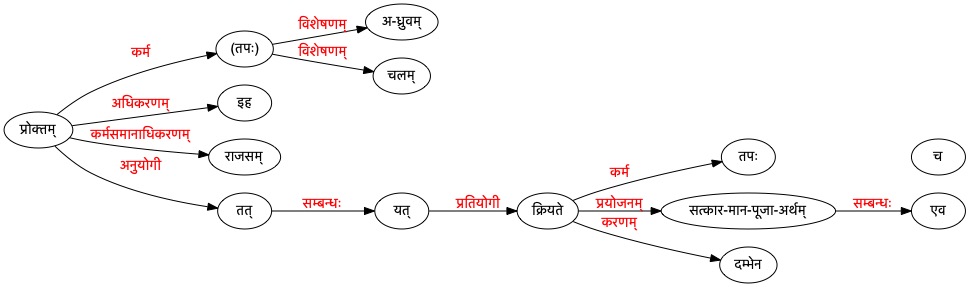 विशेषणम्
अ-ध्रुवम्
कर्म
(तपः)
विशेषणम्
चलम्
अधिकरणम्
इह
प्रोक्तम्
कर्मसमानाधिकरणम्
राजसम्
कर्म
तपः
च
अनुयोगी
तत्
सम्बन्धः
यत्
प्रतियोगी
क्रियते
प्रयोजनम्
सत्कार-मान-पूजा-अर्थम्
सम्बन्धः
एव
करणम्
दम्भेन